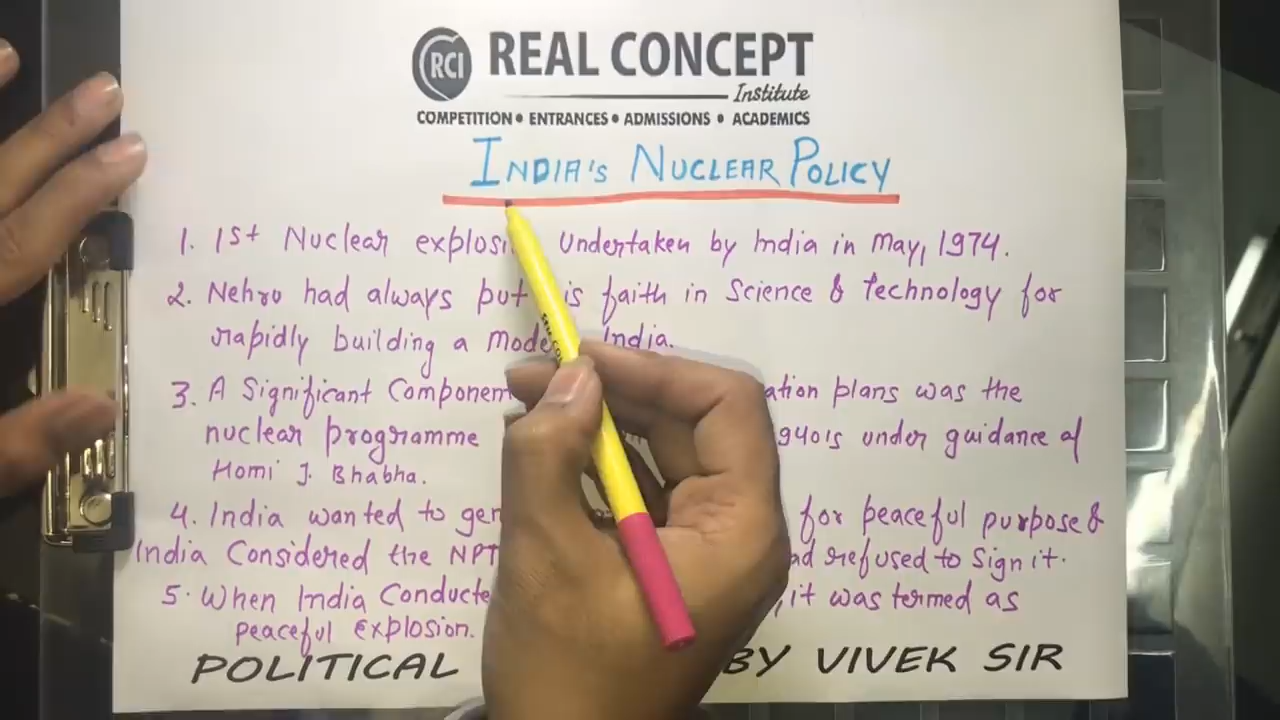 RCI REAL CONCEPT
Institute
COMPETITION • ENTRANCES • ADMISSIONS • ACADEMICS
INDIA'S NUCLEAR POLICY
1. 1st Nuclear explosi undertaken by India in May, 1974.
2. Nehru had always put is faith in Science & Technology for
rapidly building a mode India.
3. A Significant Componen ation plans was the
nuclear programme 940's under guidance of
Homi J. Bhabha.
4. India wanted to gen for peaceful purpose &
India Considered the NPT ad refused to Sign it.
5. When India Conducte , it was termed as
peaceful explosion.
POLITICAL BY VIVEK SIR